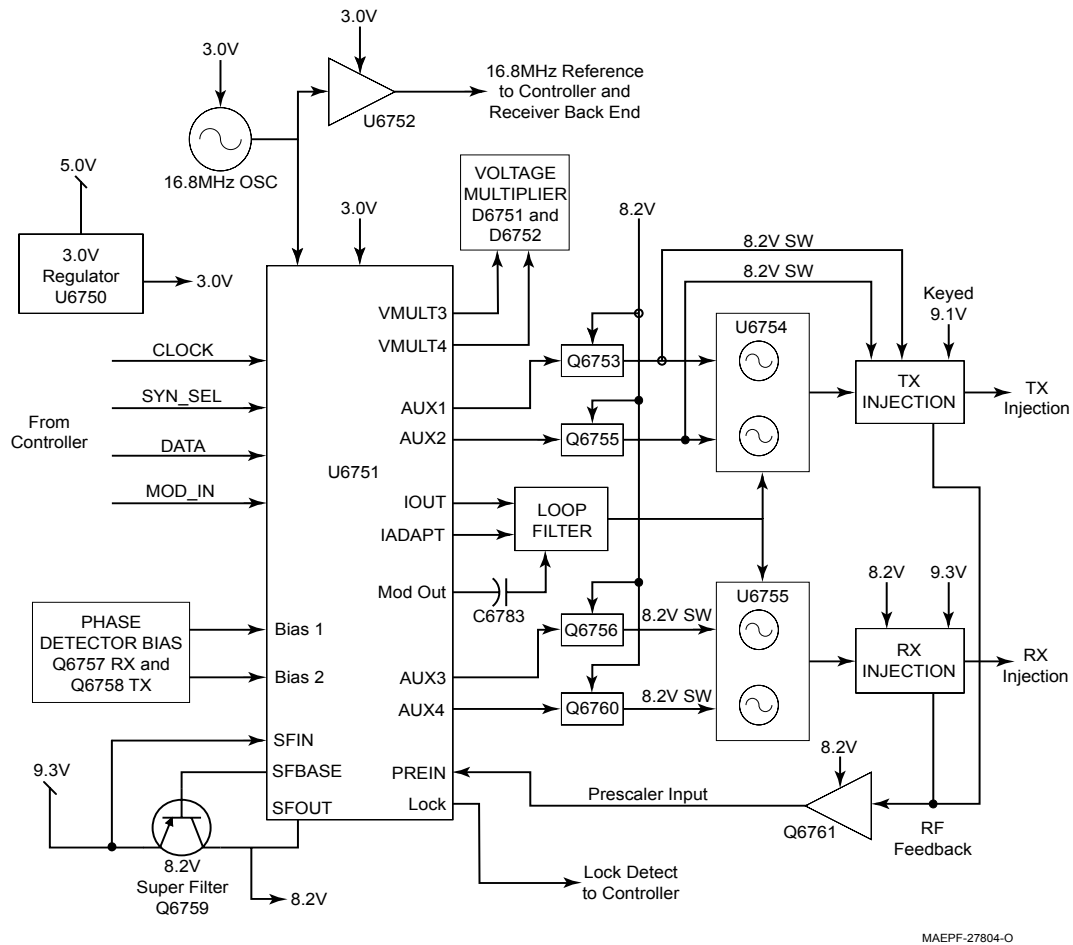 3.0V
3.0V
16.8MHz Reference
to Controller and
Receiver Back End
U6752
16.8MHz OSC
5.0V
3.0V
Regulator
U6750
3.0V
3.0V
VOLTAGE
MULTIPLIER
D6751 and
D6752
8.2V
8.2V SW
8.2V SW
Keyed
9.1V
From
Controller
CLOCK
SYN_SEL
DATA
MOD_IN
U6751
VMULT3
VMULT4
AUX1
AUX2
IOUT
IADAPT
Mod Out
AUX3
AUX4
PREIN
Lock
Bias 1
Bias 2
SFIN
SFBASE
SFOUT
Q6753
Q6755
U6754
TX
INJECTION
TX
Injection
LOOP
FILTER
C6783
Q6756
Q6760
8.2V SW
8.2V SW
U6755
8.2V
9.3V
RX
INJECTION
RX
Injection
PHASE
DETECTOR BIAS
Q6757 RX and
Q6758 TX
9.3V
8.2V
Super Filter
Q6759
8.2V
Prescaler Input
8.2V
Q6761
RF
Feedback
Lock Detect
to Controller
MAEPF-27804-O